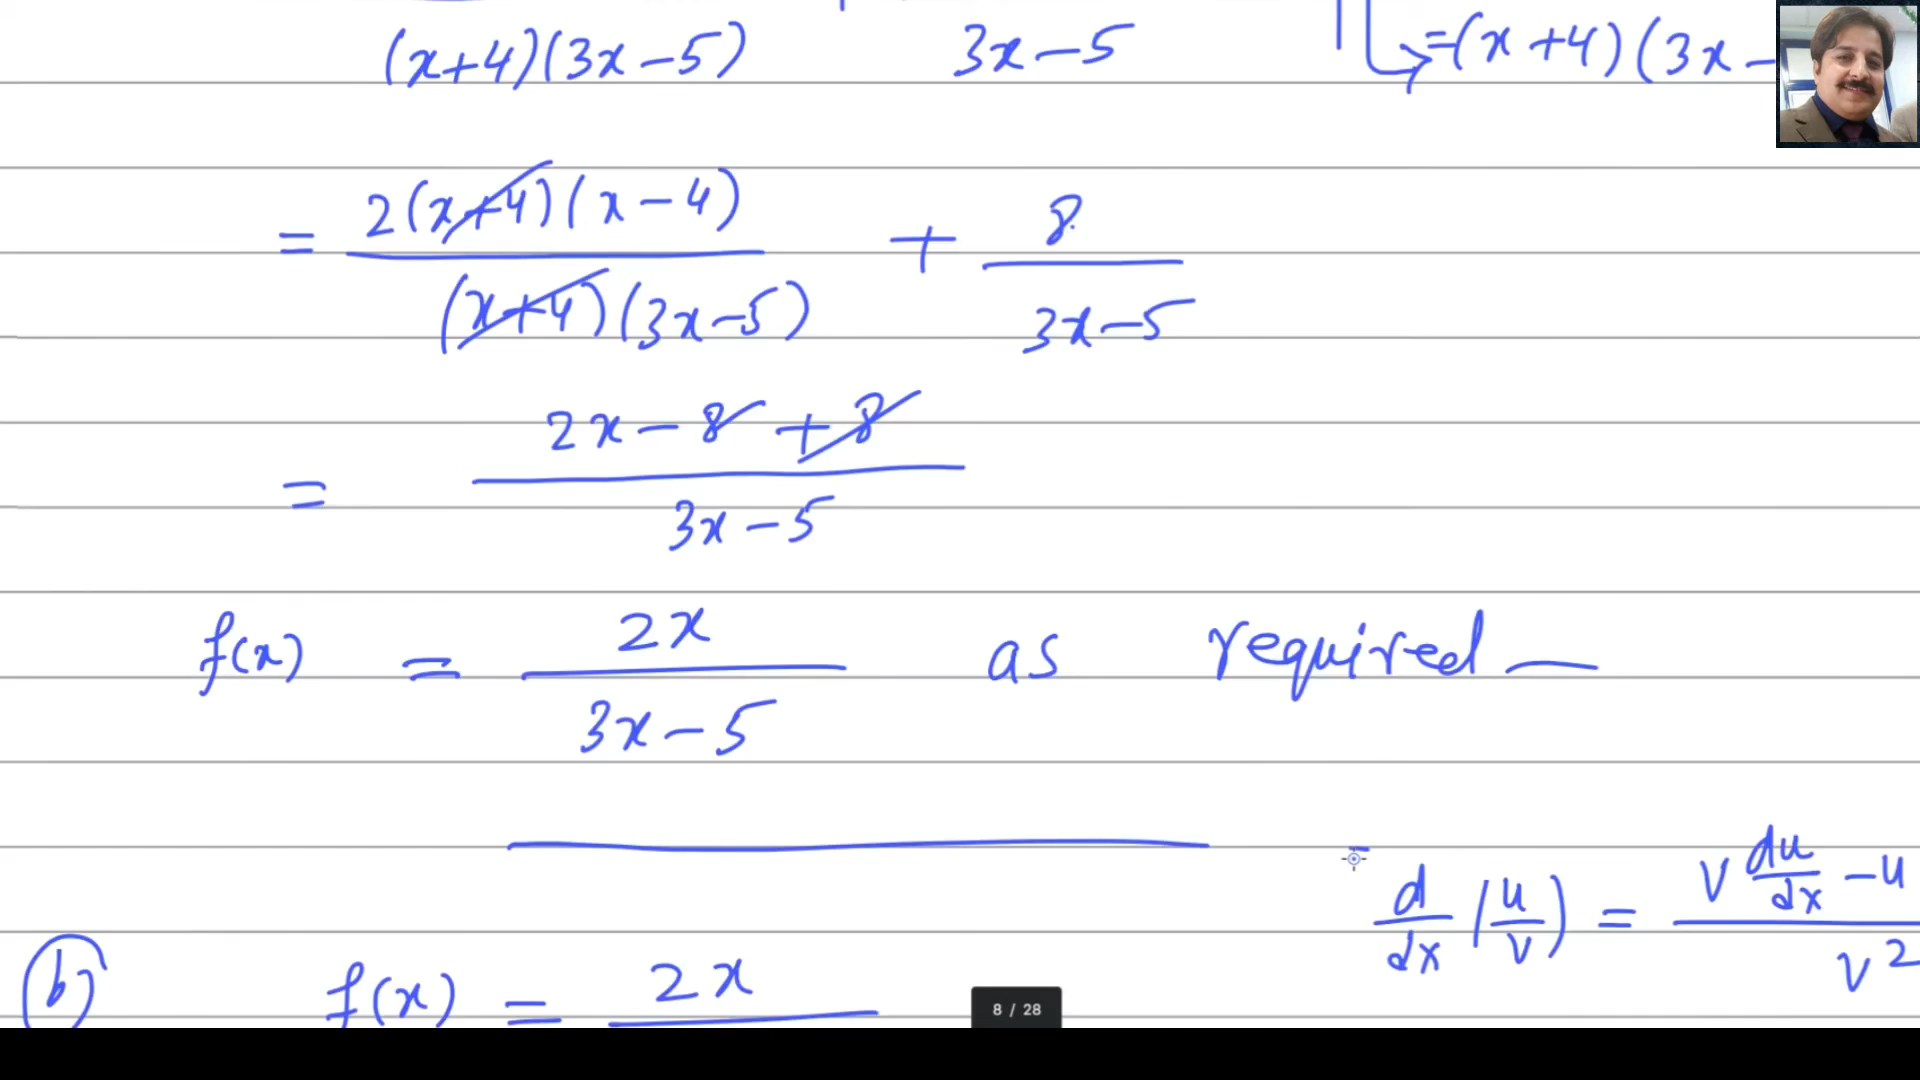 (x+4)(3x-5) 3x-5 =(x+4)(3x-
= 2(x+4)(x-4) / (x+4)(3x-5) + 8 / 3x-5
= 2x-8+8 / 3x-5
f(x) = 2x / 3x-5 as required
d/dx (u/v) = v du/dx - u / v²
(b) f(x) = 2x
8 / 28